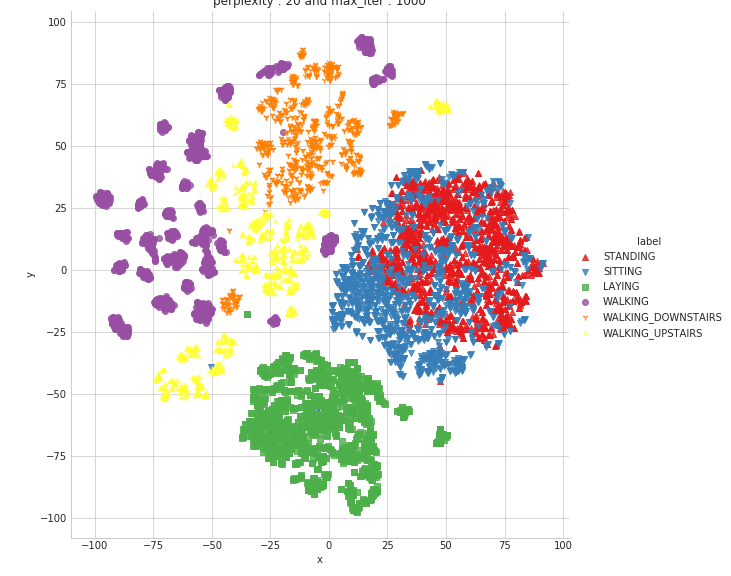 perplexity : 20 and max_iter : 1000
100
75
50
25
0
−25
−50
−75
−100
y
−100 −75 −50 −25 0 25 50 75 100
x
label
STANDING
SITTING
LAYING
WALKING
WALKING_DOWNSTAIRS
WALKING_UPSTAIRS